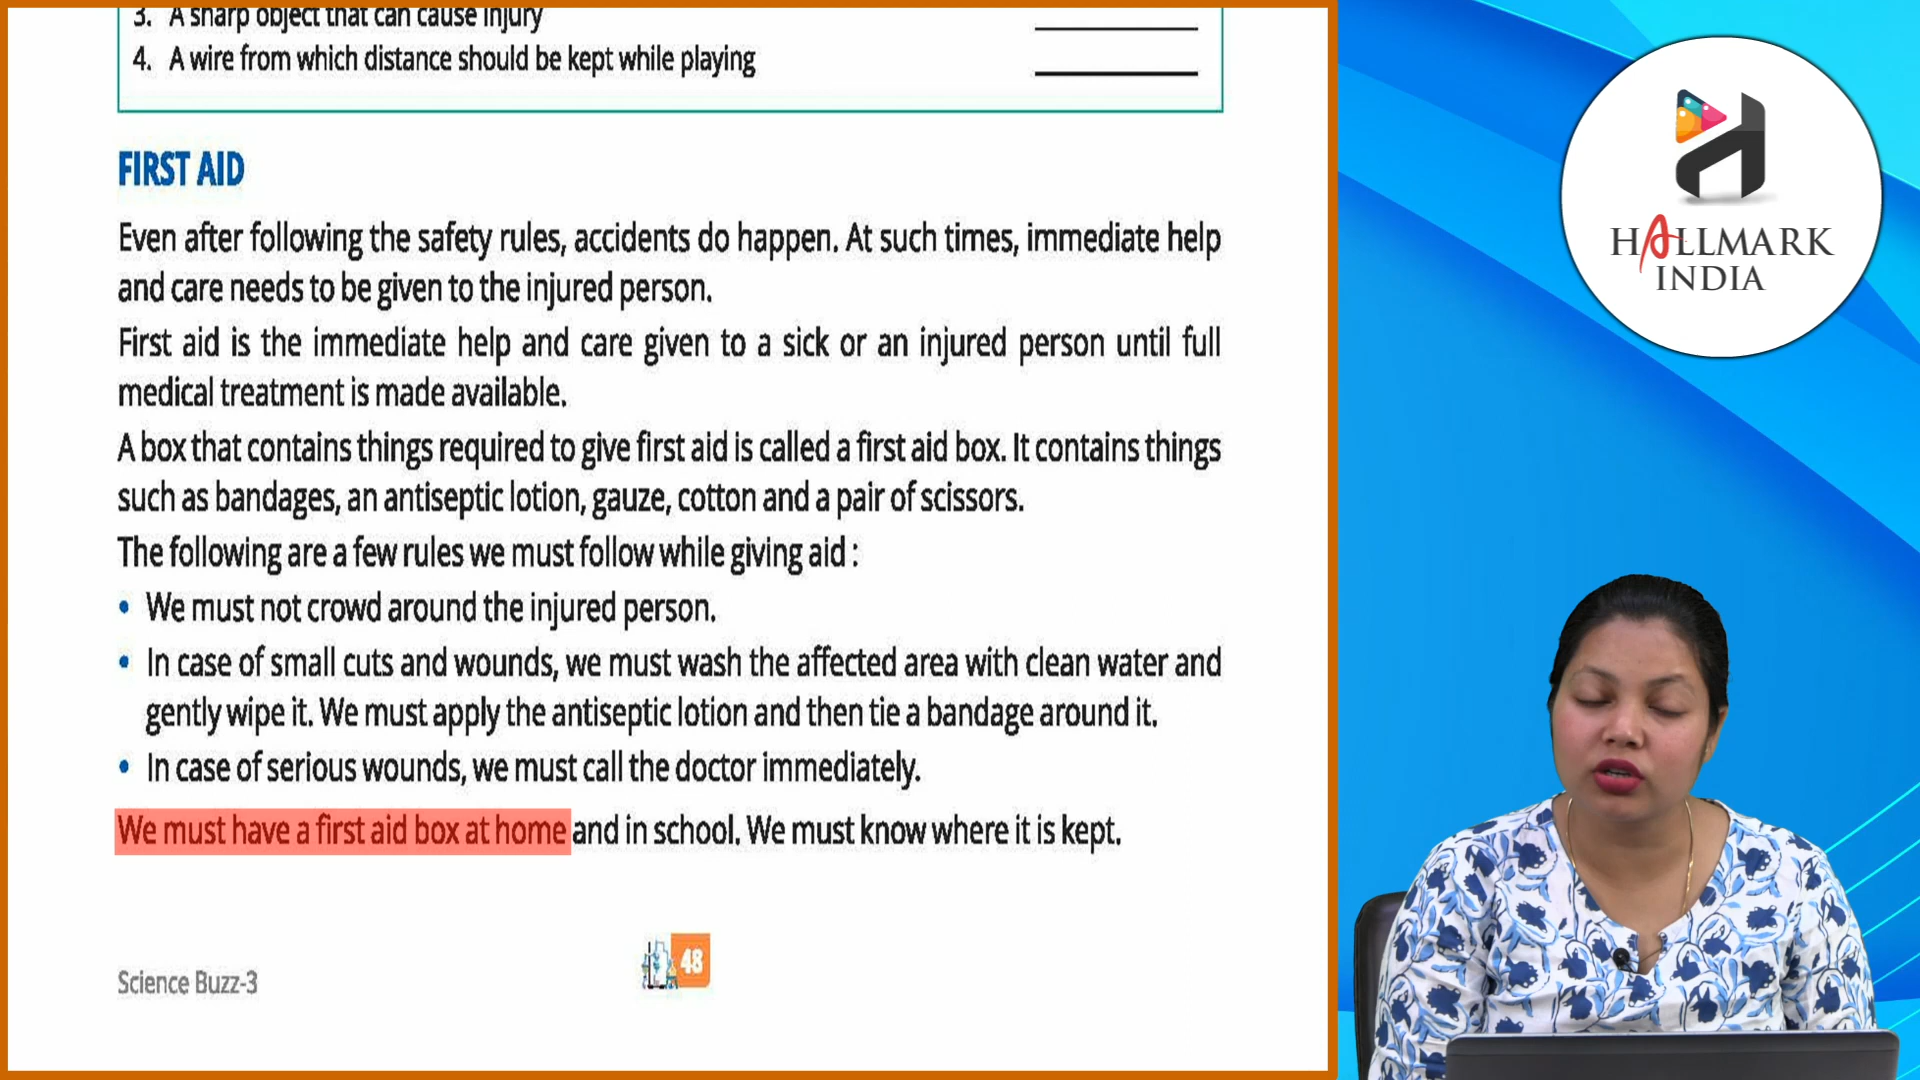 3. A sharp object that can cause injury
4. A wire from which distance should be kept while playing
FIRST AID
Even after following the safety rules, accidents do happen. At such times, immediate help
and care needs to be given to the injured person.
First aid is the immediate help and care given to a sick or an injured person until full
medical treatment is made available.
A box that contains things required to give first aid is called a first aid box. It contains things
such as bandages, an antiseptic lotion, gauze, cotton and a pair of scissors.
The following are a few rules we must follow while giving aid :
• We must not crowd around the injured person.
• In case of small cuts and wounds, we must wash the affected area with clean water and
gently wipe it. We must apply the antiseptic lotion and then tie a bandage around it.
• In case of serious wounds, we must call the doctor immediately.
We must have a first aid box at home and in school. We must know where it is kept.
Science Buzz-3
48
HALLMARK
INDIA